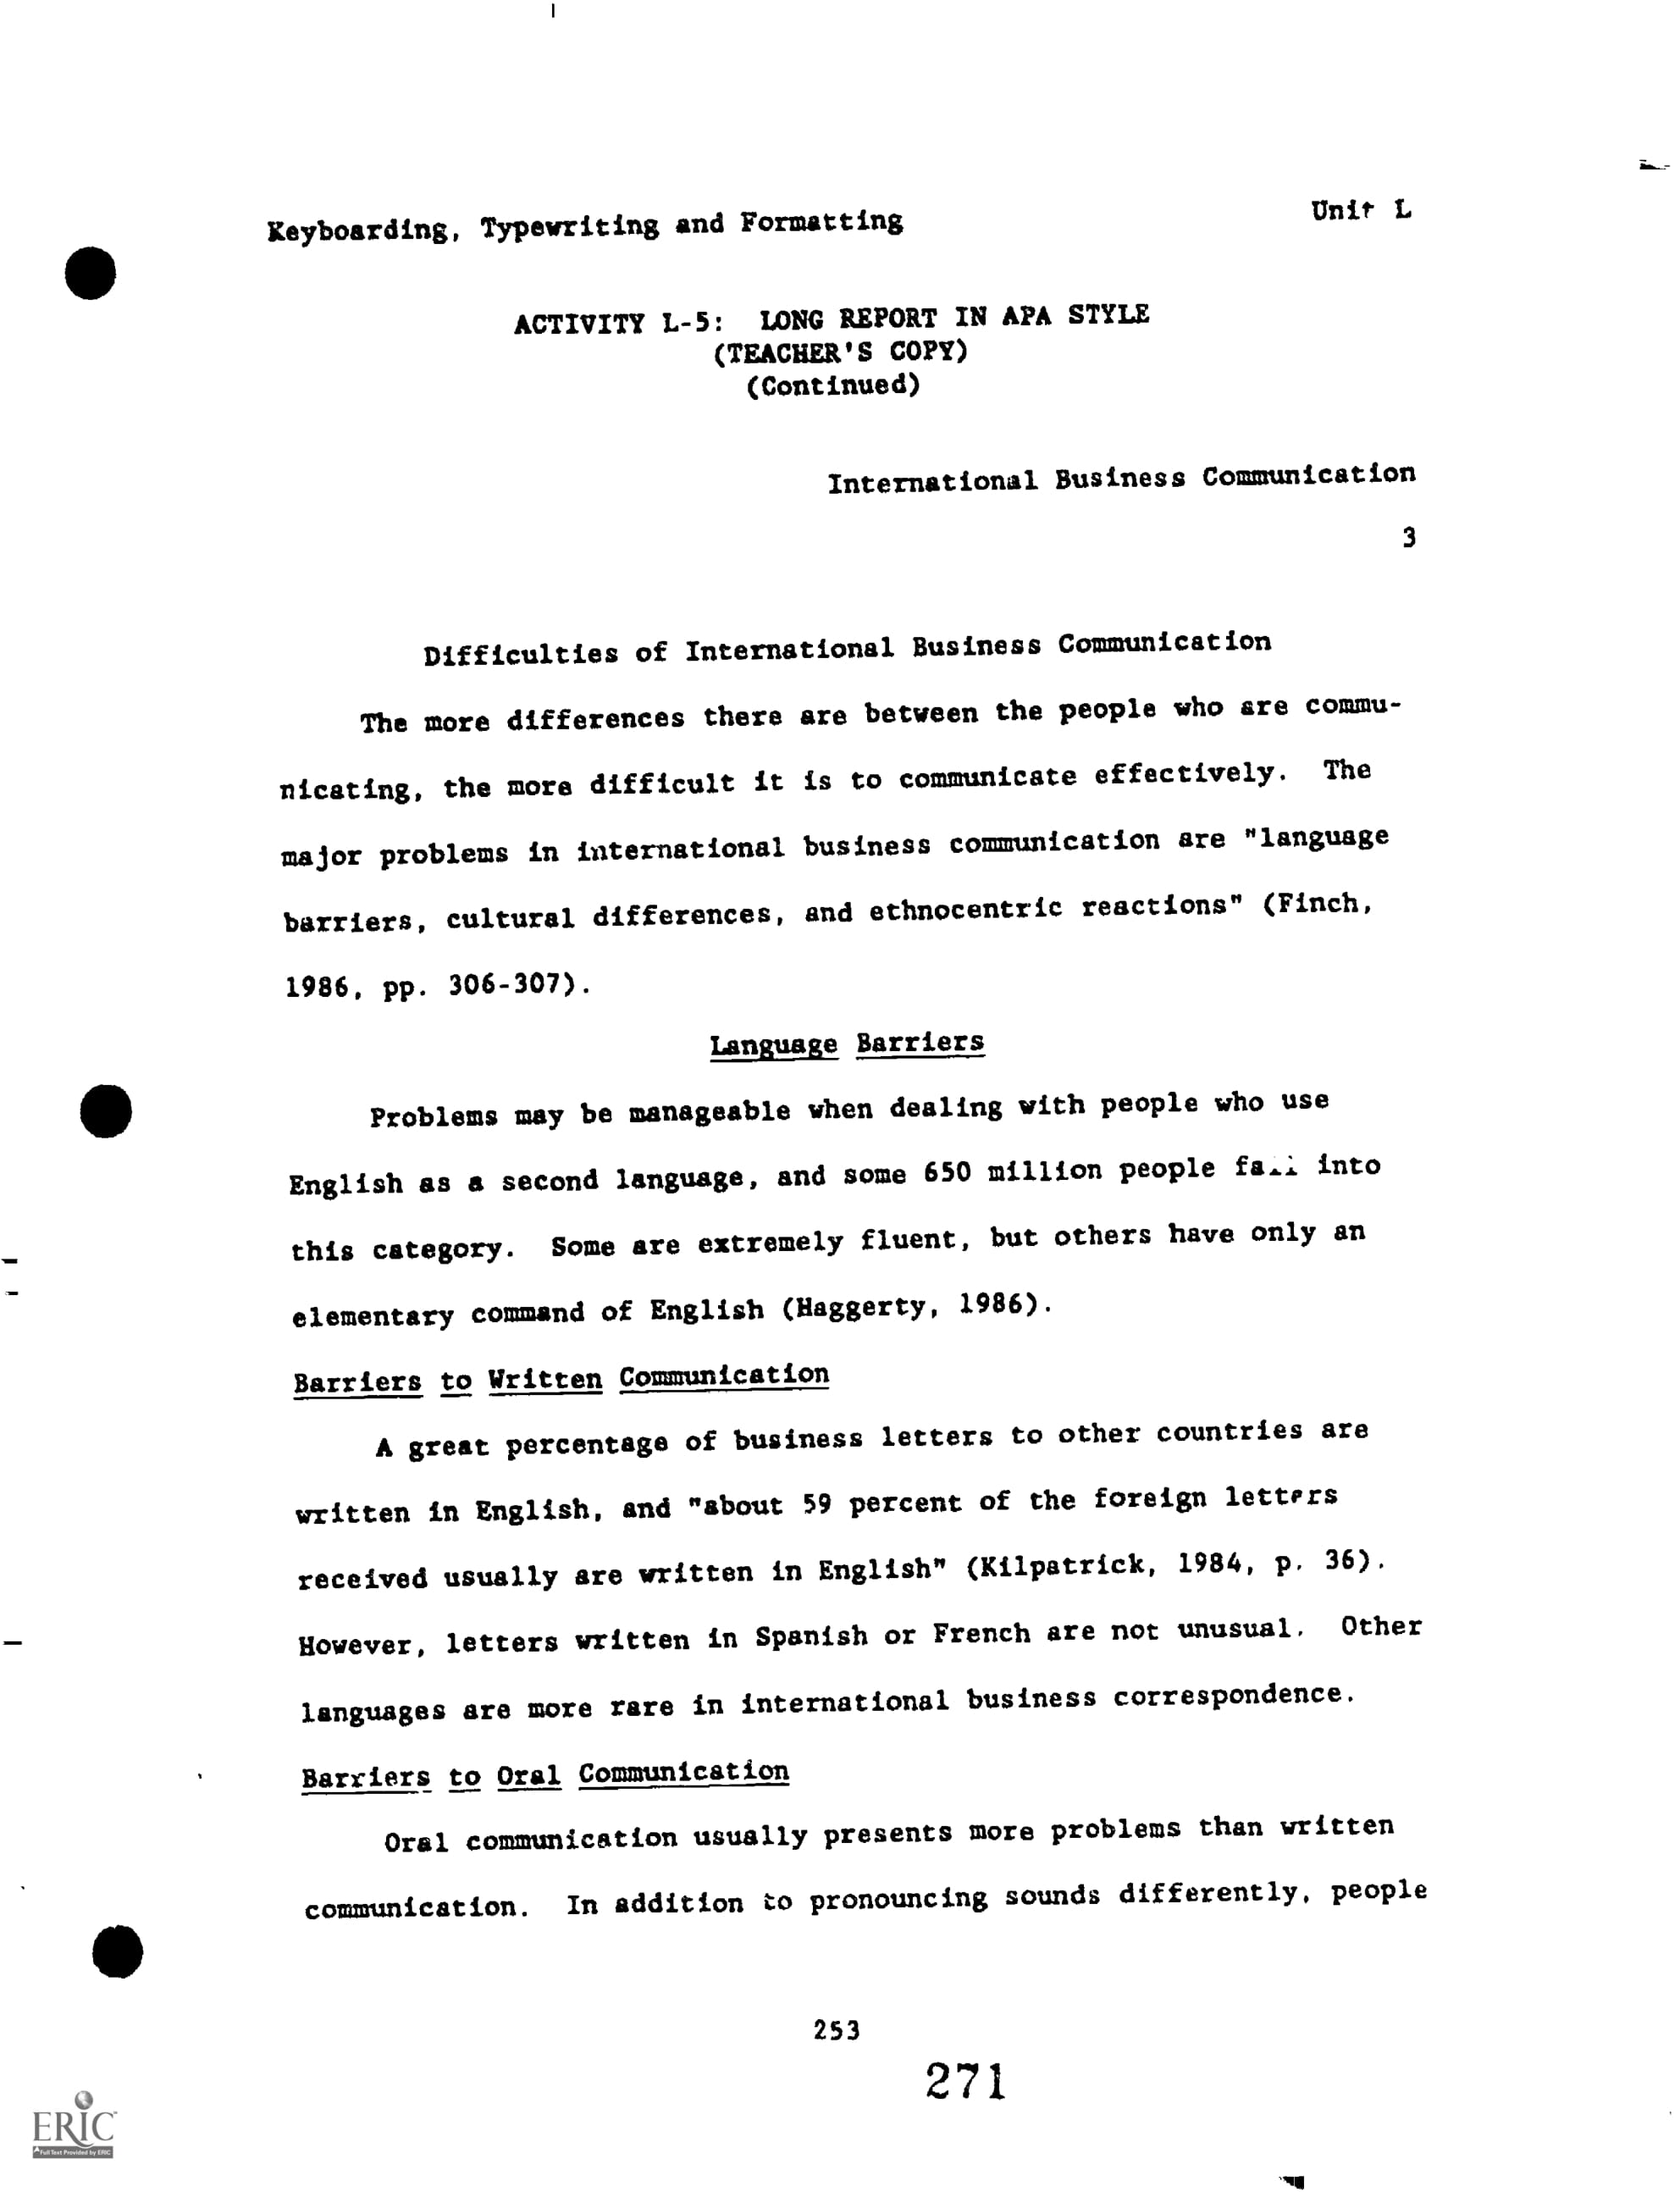 Keyboarding, Typewriting and Formatting Unit L
ACTIVITY L-5: LONG REPORT IN APA STYLE
(TEACHER'S COPY)
(Continued)
International Business Communication
3
Difficulties of International Business Communication
The more differences there are between the people who are commu-
nicating, the more difficult it is to communicate effectively. The
major problems in international business communication are "language
barriers, cultural differences, and ethnocentric reactions" (Finch,
1986, pp. 306-307).
Language Barriers
Problems may be manageable when dealing with people who use
English as a second language, and some 650 million people fall into
this category. Some are extremely fluent, but others have only an
elementary command of English (Haggerty, 1986).
Barriers to Written Communication
A great percentage of business letters to other countries are
written in English, and "about 59 percent of the foreign letters
received usually are written in English" (Kilpatrick, 1984, p. 36).
However, letters written in Spanish or French are not unusual. Other
languages are more rare in international business correspondence.
Barriers to Oral Communication
Oral communication usually presents more problems than written
communication. In addition to pronouncing sounds differently, people
253
271
ERIC
Full Text Provided by ERIC